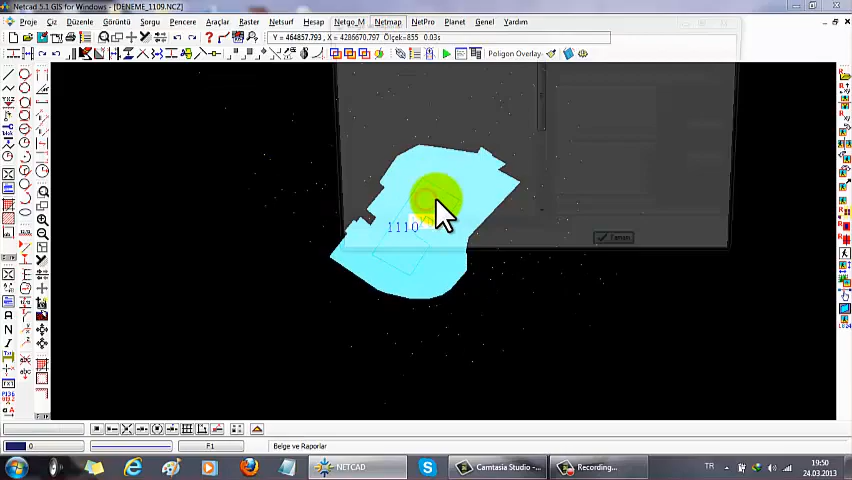 Netcad 5.1 GIS for Windows - [DENEME_1109.NCZ]
Proje Çiz Düzenle Görüntü Sorgu Pencere Araçlar Raster Netsurf Hesap Netgo_M Netmap NetPro Planet Genel Yardım
Y = 464857.793, X = 4286670.797 Ölçek=855 0.03s
Poligon Overlay
1110
Tamam
0
F1
Belge ve Raporlar
NETCAD
Camtasia Studio -...
Recording...
TR
19:50
24.03.2013